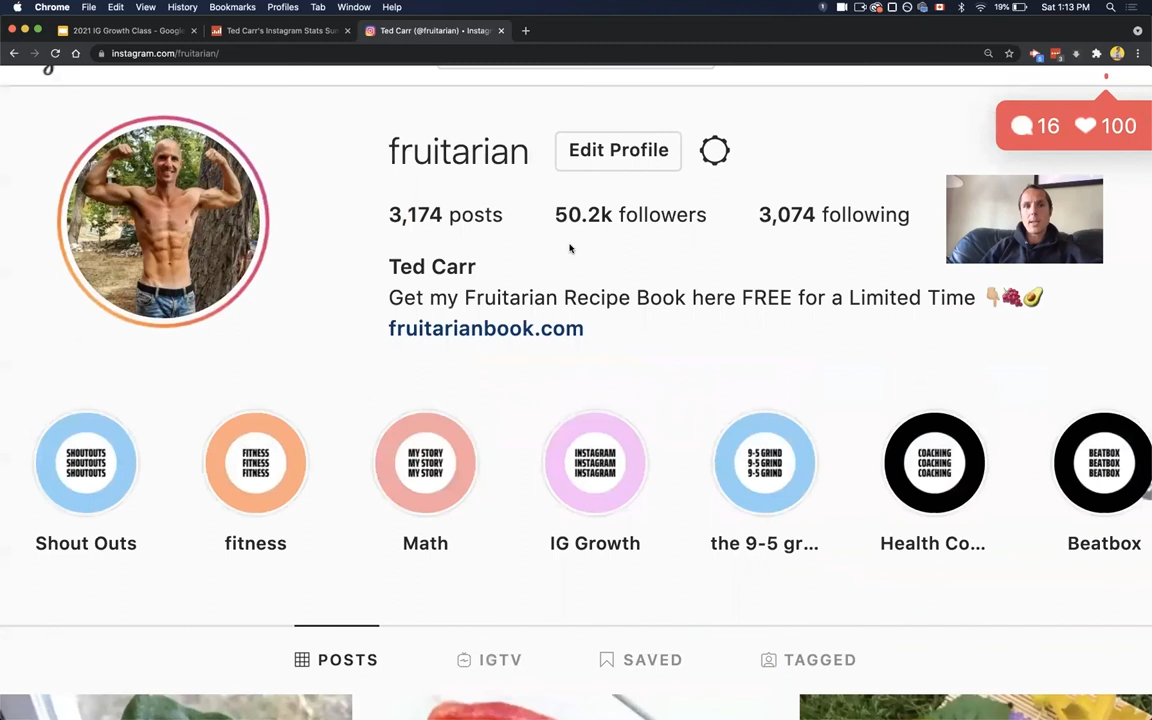 Chrome File Edit View History Bookmarks Profiles Tab Window Help
19% Sat 1:13 PM
2021 IG Growth Class - Google
Ted Carr's Instagram Stats Su
Ted Carr (@fruitarian) • Instag
instagram.com/fruitarian/
16 100
fruitarian Edit Profile
3,174 posts 50.2k followers 3,074 following
Ted Carr
Get my Fruitarian Recipe Book here FREE for a Limited Time
fruitarianbook.com
SHOUTOUTS FITNESS MY STORY INSTAGRAM 9-5 GRIND COACHING BEATBOX
SHOUTOUTS FITNESS MY STORY INSTAGRAM 9-5 GRIND COACHING BEATBOX
SHOUTOUTS FITNESS MY STORY INSTAGRAM 9-5 GRIND COACHING BEATBOX
Shout Outs fitness Math IG Growth the 9-5 gr... Health Co... Beatbox
POSTS IGTV SAVED TAGGED